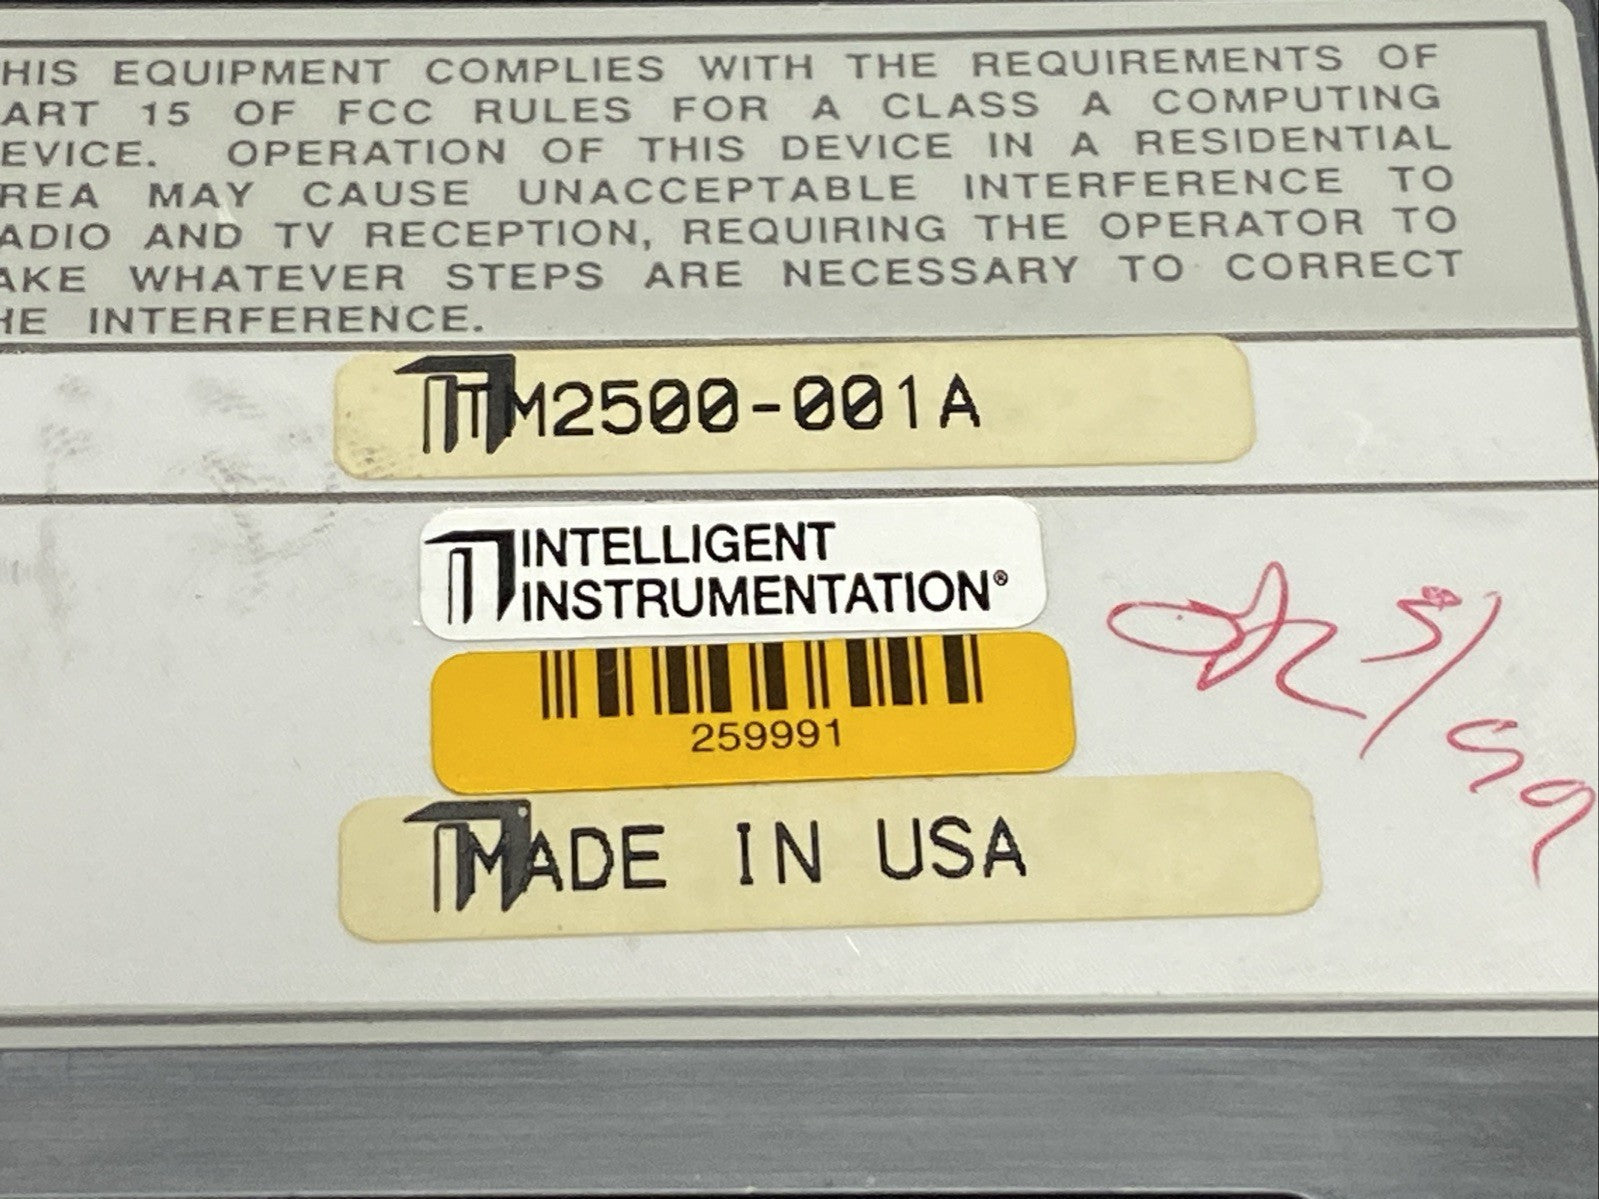 HIS EQUIPMENT COMPLIES WITH THE REQUIREMENTS OF
ART 15 OF FCC RULES FOR A CLASS A COMPUTING
EVICE. OPERATION OF THIS DEVICE IN A RESIDENTIAL
REA MAY CAUSE UNACCEPTABLE INTERFERENCE TO
ADIO AND TV RECEPTION, REQUIRING THE OPERATOR TO
AKE WHATEVER STEPS ARE NECESSARY TO CORRECT
HE INTERFERENCE.
TM2500-001A
INTELLIGENT
INSTRUMENTATION®
259991
MADE IN USA